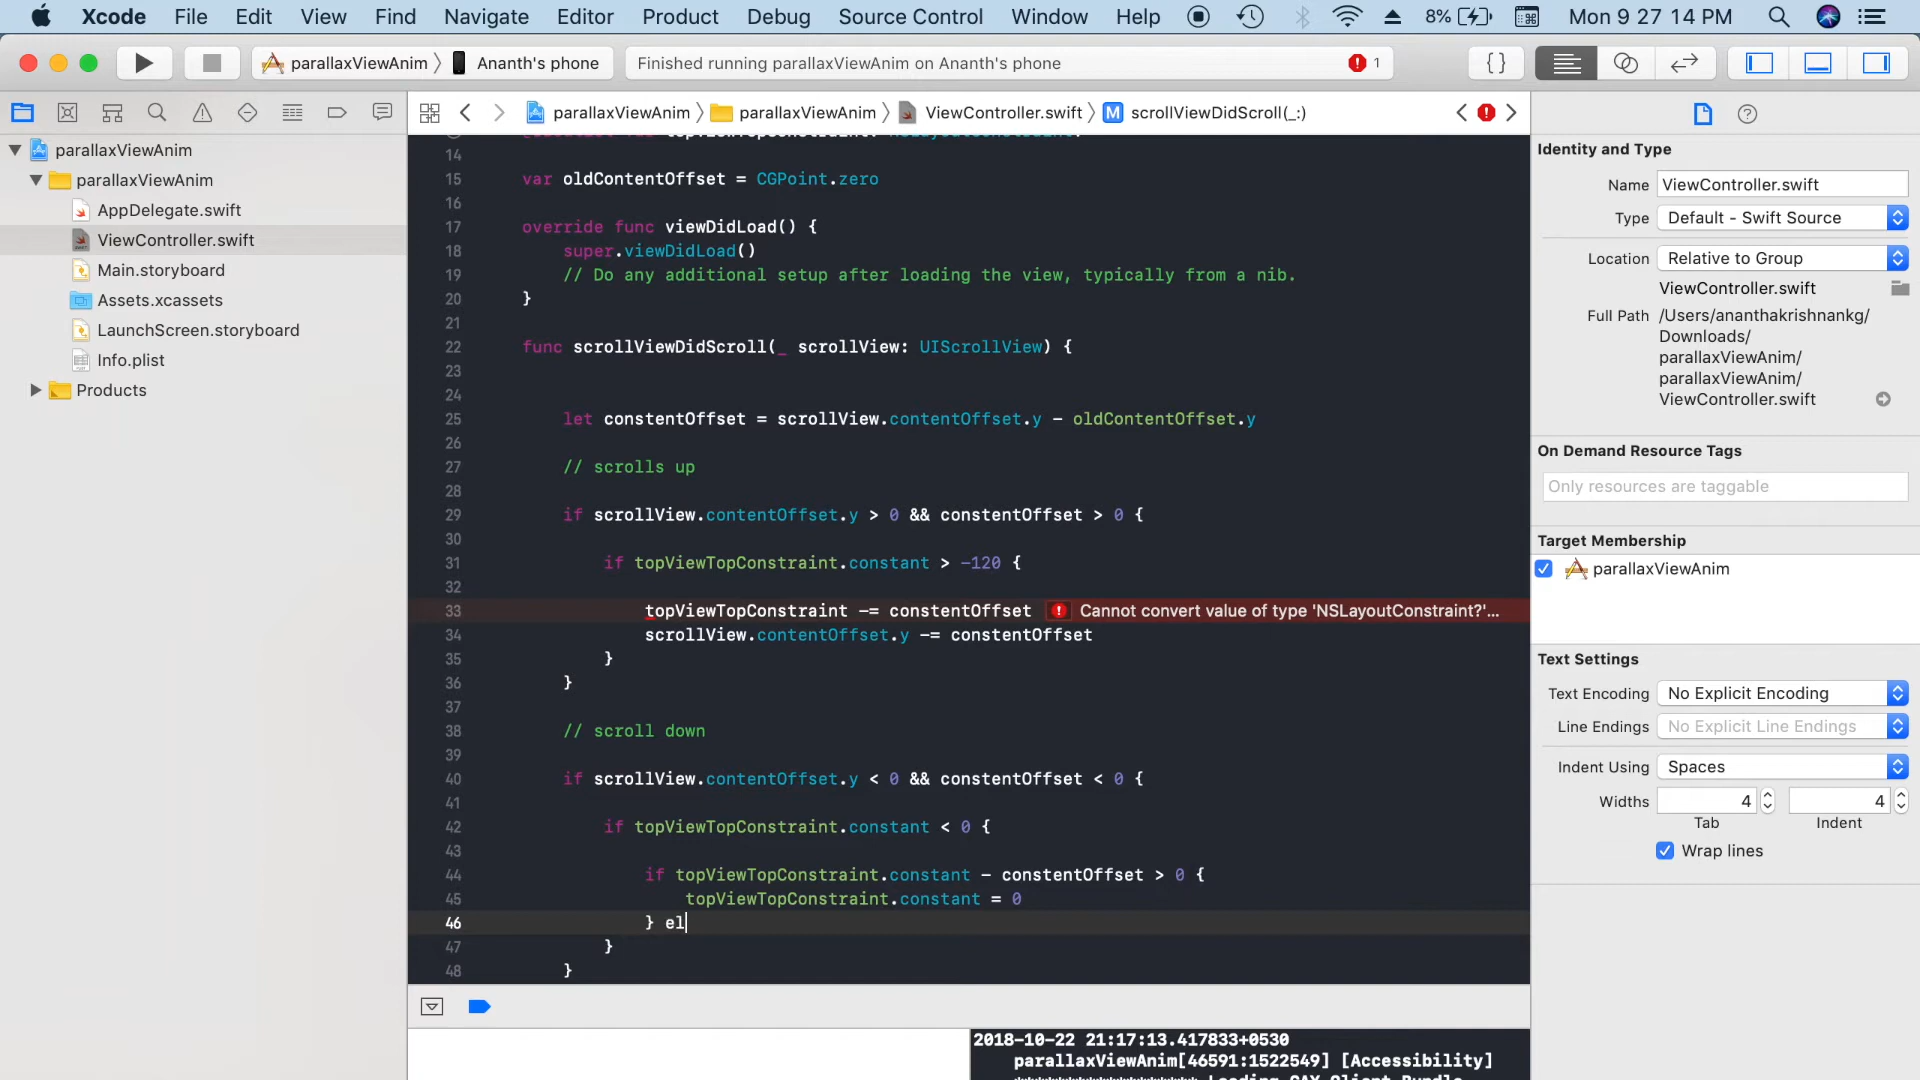 Xcode File Edit View Find Navigate Editor Product Debug Source Control Window Help 8% Mon 9 27 14 PM
parallaxViewAnim Ananth's phone Finished running parallaxViewAnim on Ananth's phone 1 {}
parallaxViewAnim parallaxViewAnim ViewController.swift M scrollViewDidScroll(_:)
parallaxViewAnim
parallaxViewAnim
AppDelegate.swift
ViewController.swift
Main.storyboard
Assets.xcassets
LaunchScreen.storyboard
Info.plist
Products
14
15 var oldContentOffset = CGPoint.zero
16
17 override func viewDidLoad() {
18 super.viewDidLoad()
19 // Do any additional setup after loading the view, typically from a nib.
20 }
21
22 func scrollViewDidScroll(_ scrollView: UIScrollView) {
23
24
25 let constentOffset = scrollView.contentOffset.y - oldContentOffset.y
26
27 // scrolls up
28
29 if scrollView.contentOffset.y > 0 && constentOffset > 0 {
30
31 if topViewTopConstraint.constant > -120 {
32
33 topViewTopConstraint -= constentOffset Cannot convert value of type 'NSLayoutConstraint?'...
34 scrollView.contentOffset.y -= constentOffset
35 }
36 }
37
38 // scroll down
39
40 if scrollView.contentOffset.y < 0 && constentOffset < 0 {
41
42 if topViewTopConstraint.constant < 0 {
43
44 if topViewTopConstraint.constant - constentOffset > 0 {
45 topViewTopConstraint.constant = 0
46 } el
47 }
48 }
2018-10-22 21:17:13.417833+0530
parallaxViewAnim[46591:1522549] [Accessibility]
Identity and Type
Name ViewController.swift
Type Default - Swift Source
Location Relative to Group
ViewController.swift
Full Path /Users/ananthakrishnankg/
Downloads/
parallaxViewAnim/
parallaxViewAnim/
ViewController.swift
On Demand Resource Tags
Only resources are taggable
Target Membership
parallaxViewAnim
Text Settings
Text Encoding No Explicit Encoding
Line Endings No Explicit Line Endings
Indent Using Spaces
Widths 4 4
Tab Indent
Wrap lines